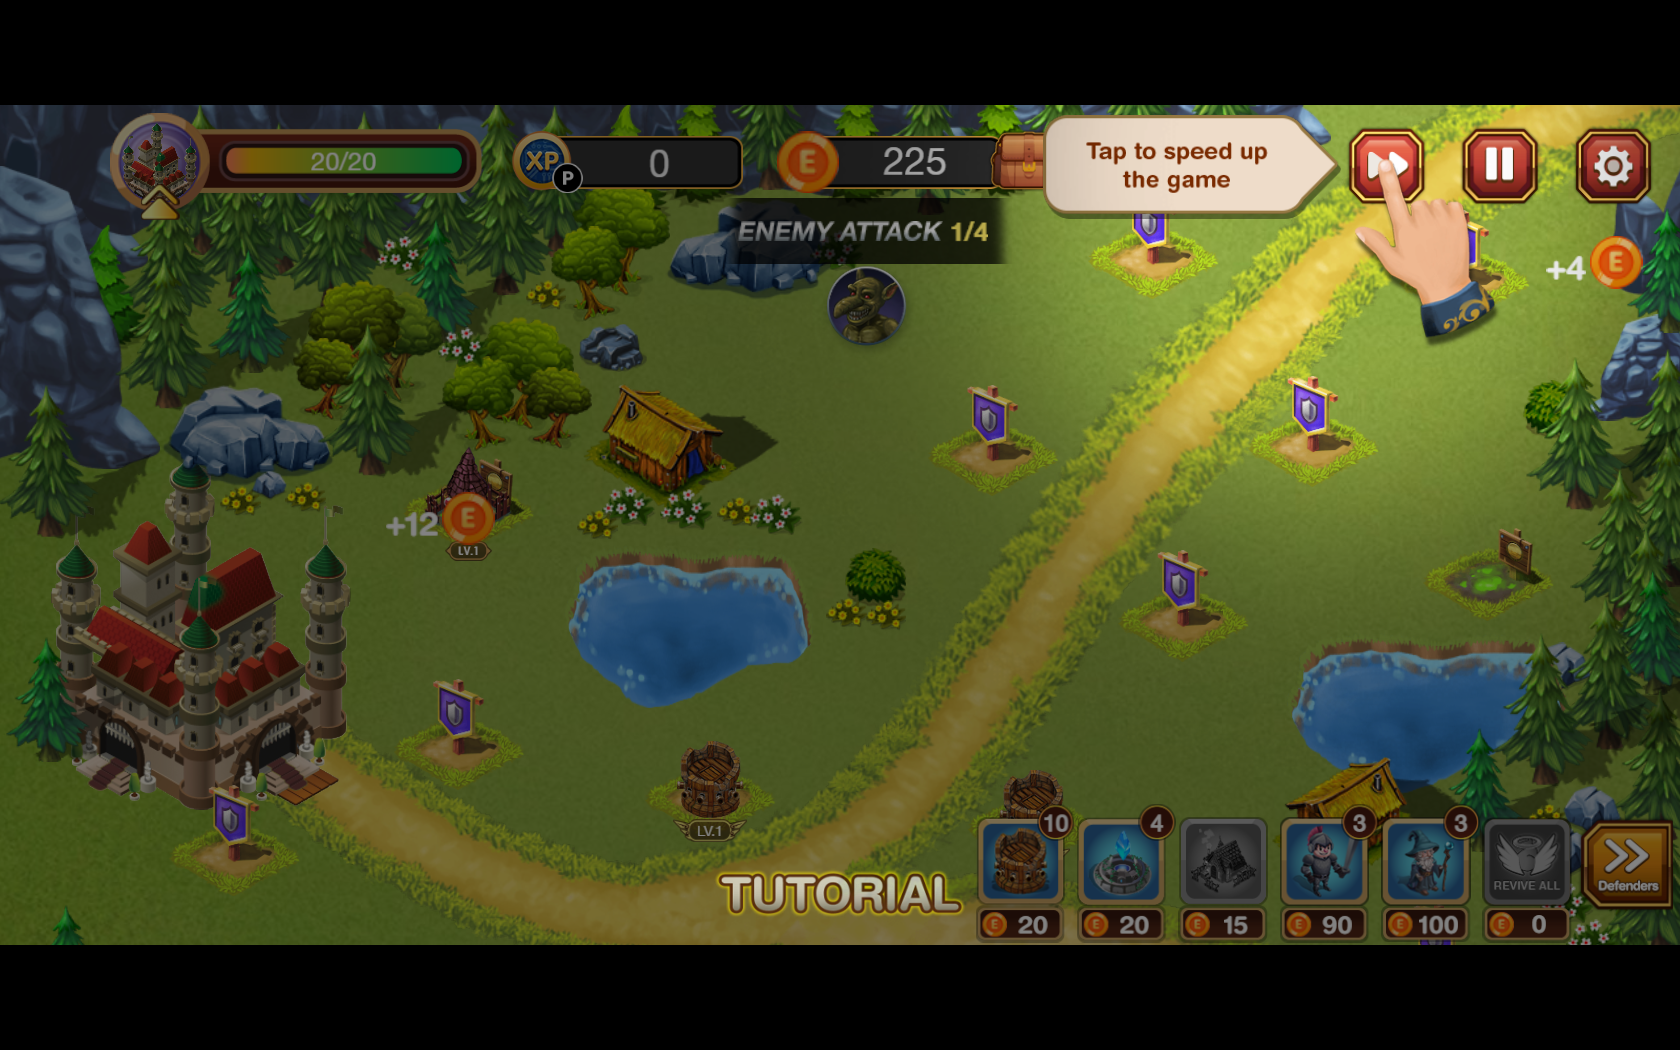 20/20
XP
P
0
E
225
Tap to speed up
the game
ENEMY ATTACK 1/4
+4 E
+12 E
LV.1
LV.1
TUTORIAL
10
4
3
3
REVIVE ALL
Defenders
E 20
E 20
E 15
E 90
E 100
E 0